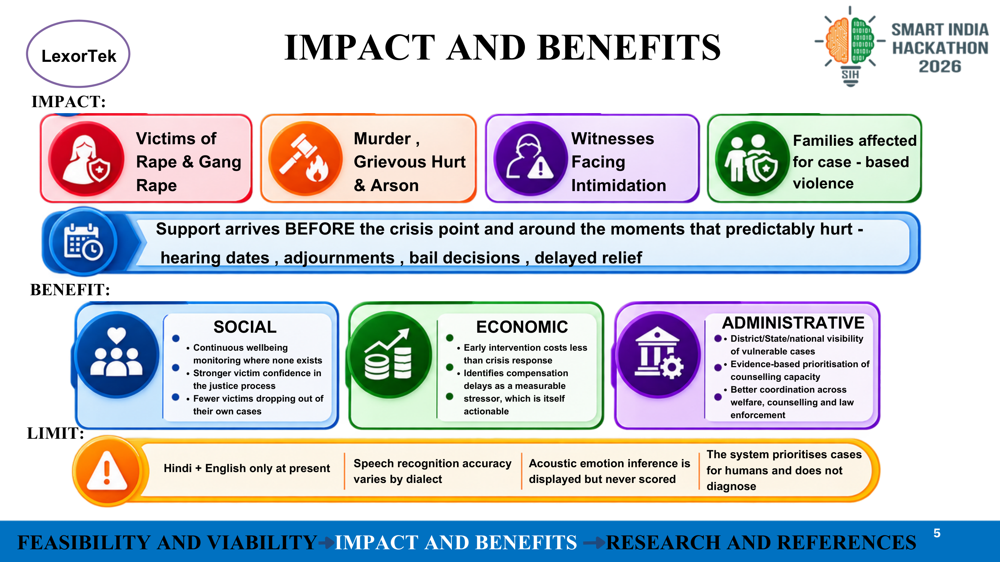 LexorTek
IMPACT AND BENEFITS
SMART INDIA
HACKATHON
2026
SIH
IMPACT:
Victims of
Rape & Gang
Rape
Murder ,
Grievous Hurt
& Arson
Witnesses
Facing
Intimidation
Families affected
for case - based
violence
Support arrives BEFORE the crisis point and around the moments that predictably hurt -
hearing dates , adjournments , bail decisions , delayed relief
BENEFIT:
SOCIAL
• Continuous wellbeing
monitoring where none exists
• Stronger victim confidence in
the justice process
• Fewer victims dropping out of
their own cases
ECONOMIC
• Early intervention costs less
than crisis response
• Identifies compensation
delays as a measurable
stressor, which is itself
actionable
ADMINISTRATIVE
• District/State/national visibility
of vulnerable cases
• Evidence-based prioritisation of
counselling capacity
• Better coordination across
welfare, counselling and law
enforcement
LIMIT:
Hindi + English only at present
Speech recognition accuracy
varies by dialect
Acoustic emotion inference is
displayed but never scored
The system prioritises cases
for humans and does not
diagnose
FEASIBILITY AND VIABILITY IMPACT AND BENEFITS RESEARCH AND REFERENCES
5